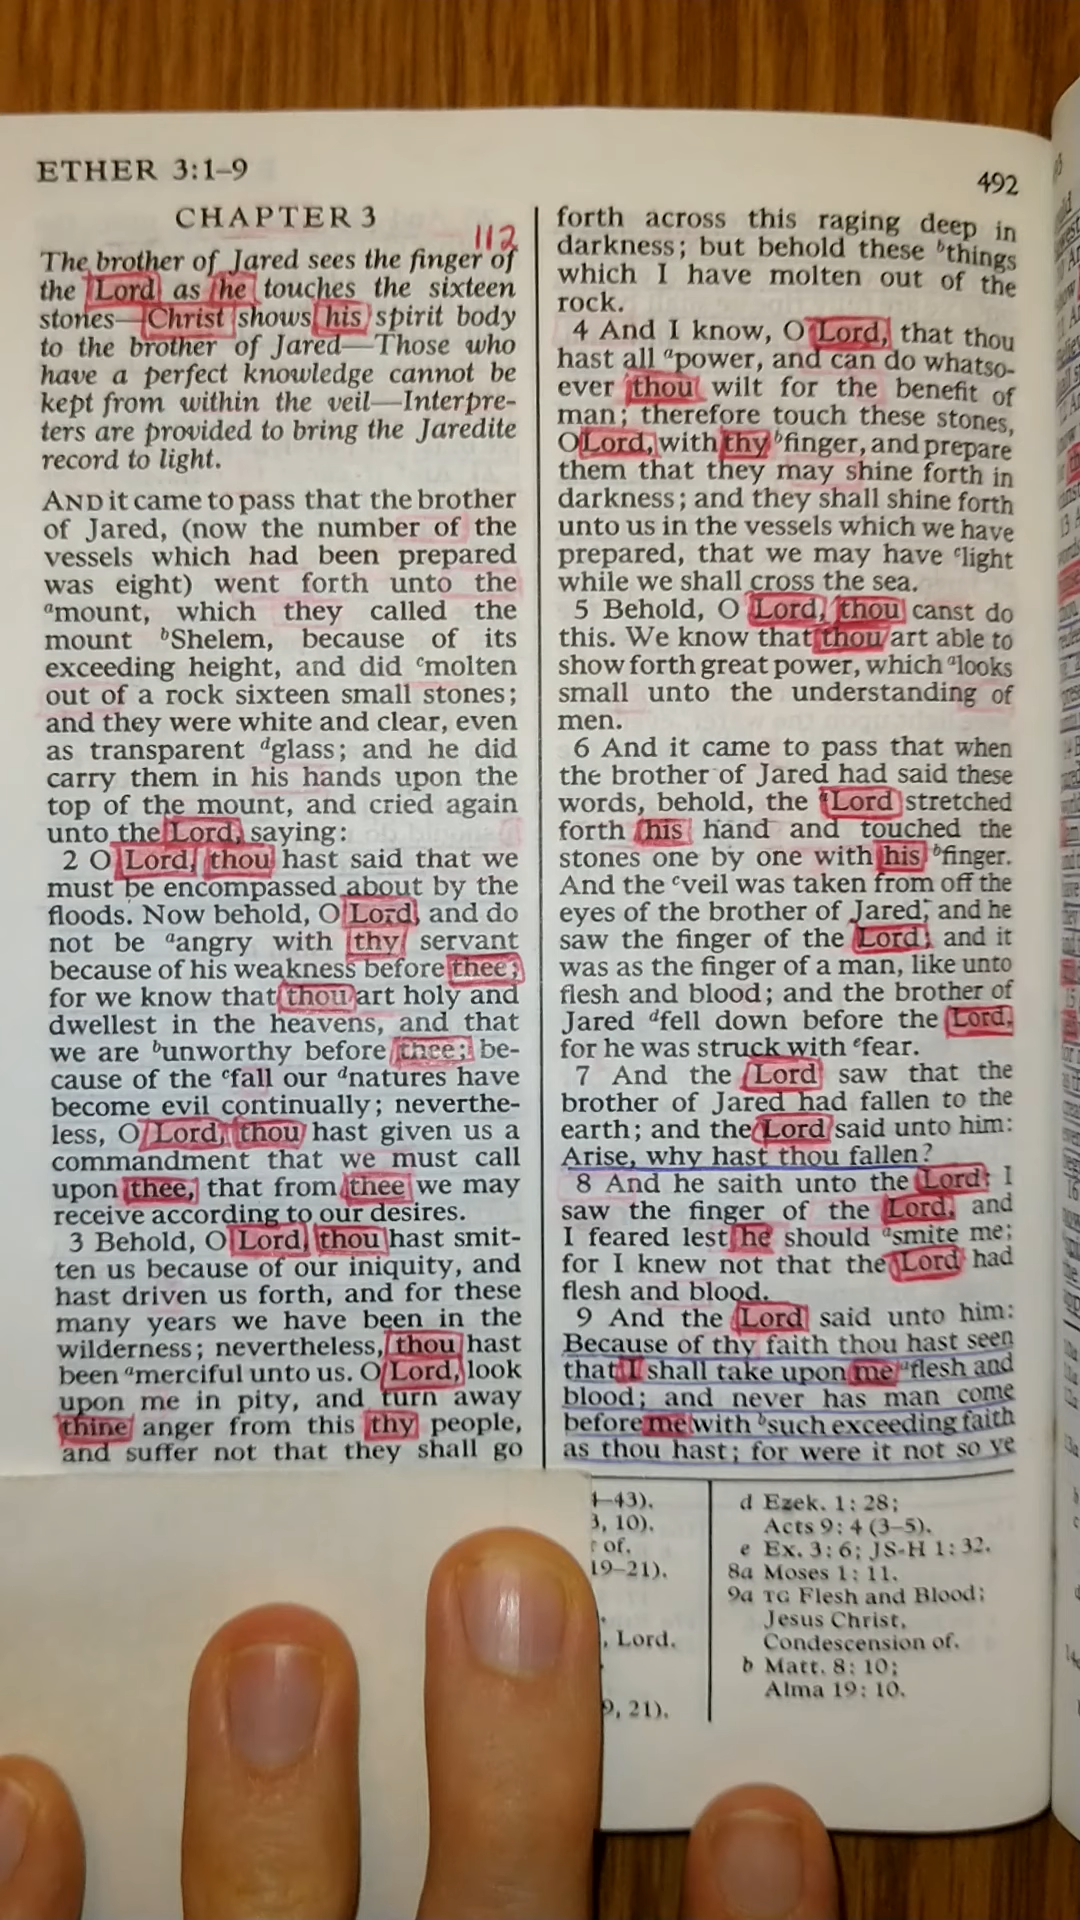 ETHER 3:1–9
492
CHAPTER 3
112
The brother of Jared sees the finger of
the Lord as he touches the sixteen
stones—Christ shows his spirit body
to the brother of Jared—Those who
have a perfect knowledge cannot be
kept from within the veil—Interpre-
ters are provided to bring the Jaredite
record to light.
AND it came to pass that the brother
of Jared, (now the number of the
vessels which had been prepared
was eight) went forth unto the
amount, which they called the
mount bShelem, because of its
exceeding height, and did cmolten
out of a rock sixteen small stones;
and they were white and clear, even
as transparent dglass; and he did
carry them in his hands upon the
top of the mount, and cried again
unto the Lord, saying:
2 O Lord, thou hast said that we
must be encompassed about by the
floods. Now behold, O Lord, and do
not be aangry with thy servant
because of his weakness before thee;
for we know that thou art holy and
dwellest in the heavens, and that
we are bunworthy before thee; be-
cause of the cfall our dnatures have
become evil continually; neverthe-
less, O Lord, thou hast given us a
commandment that we must call
upon thee, that from thee we may
receive according to our desires.
3 Behold, O Lord, thou hast smit-
ten us because of our iniquity, and
hast driven us forth, and for these
many years we have been in the
wilderness; nevertheless, thou hast
been amerciful unto us. O Lord, look
upon me in pity, and turn away
thine anger from this thy people,
and suffer not that they shall go
forth across this raging deep in
darkness; but behold these bthings
which I have molten out of the
rock.
4 And I know, O Lord, that thou
hast all apower, and can do whatso-
ever thou wilt for the benefit of
man; therefore touch these stones,
O Lord, with thy bfinger, and prepare
them that they may shine forth in
darkness; and they shall shine forth
unto us in the vessels which we have
prepared, that we may have clight
while we shall cross the sea.
5 Behold, O Lord, thou canst do
this. We know that thou art able to
show forth great power, which alooks
small unto the understanding of
men.
6 And it came to pass that when
the brother of Jared had said these
words, behold, the aLord stretched
forth his hand and touched the
stones one by one with his bfinger.
And the cveil was taken from off the
eyes of the brother of Jared, and he
saw the finger of the Lord; and it
was as the finger of a man, like unto
flesh and blood; and the brother of
Jared dfell down before the Lord,
for he was struck with efear.
7 And the Lord saw that the
brother of Jared had fallen to the
earth; and the Lord said unto him:
Arise, why hast thou fallen?
8 And he saith unto the Lord: I
saw the finger of the Lord, and
I feared lest he should asmite me;
for I knew not that the Lord had
flesh and blood.
9 And the Lord said unto him:
Because of thy faith thou hast seen
that I shall take upon me aflesh and
blood; and never has man come
before me with bsuch exceeding faith
as thou hast; for were it not so ye
–43).
3, 10).
of.
19–21).
, Lord.
9, 21).
d Ezek. 1: 28;
Acts 9: 4 (3–5).
e Ex. 3: 6; JS-H 1: 32.
8a Moses 1: 11.
9a TG Flesh and Blood;
Jesus Christ,
Condescension of.
b Matt. 8: 10;
Alma 19: 10.